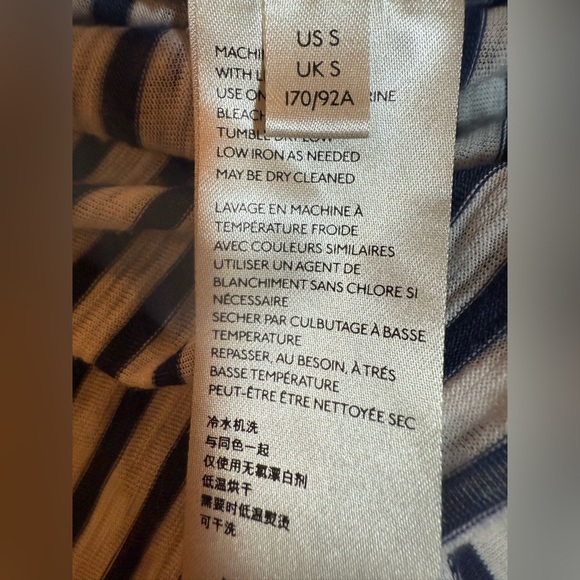 US S
UK S
170/92A
MACHI
WITH L
USE ON RINE
BLEACH
TUMBLE DRY LOW
LOW IRON AS NEEDED
MAY BE DRY CLEANED
LAVAGE EN MACHINE À
TEMPÉRATURE FROIDE
AVEC COULEURS SIMILAIRES
UTILISER UN AGENT DE
BLANCHIMENT SANS CHLORE SI
NÉCESSAIRE
SECHER PAR CULBUTAGE À BASSE
TEMPERATURE
REPASSER, AU BESOIN, À TRÉS
BASSE TEMPÉRATURE
PEUT-ÊTRE ÊTRE NETTOYÉE SEC
冷水机洗
与同色一起
仅使用无氯漂白剂
低温烘干
需要时低温熨烫
可干洗